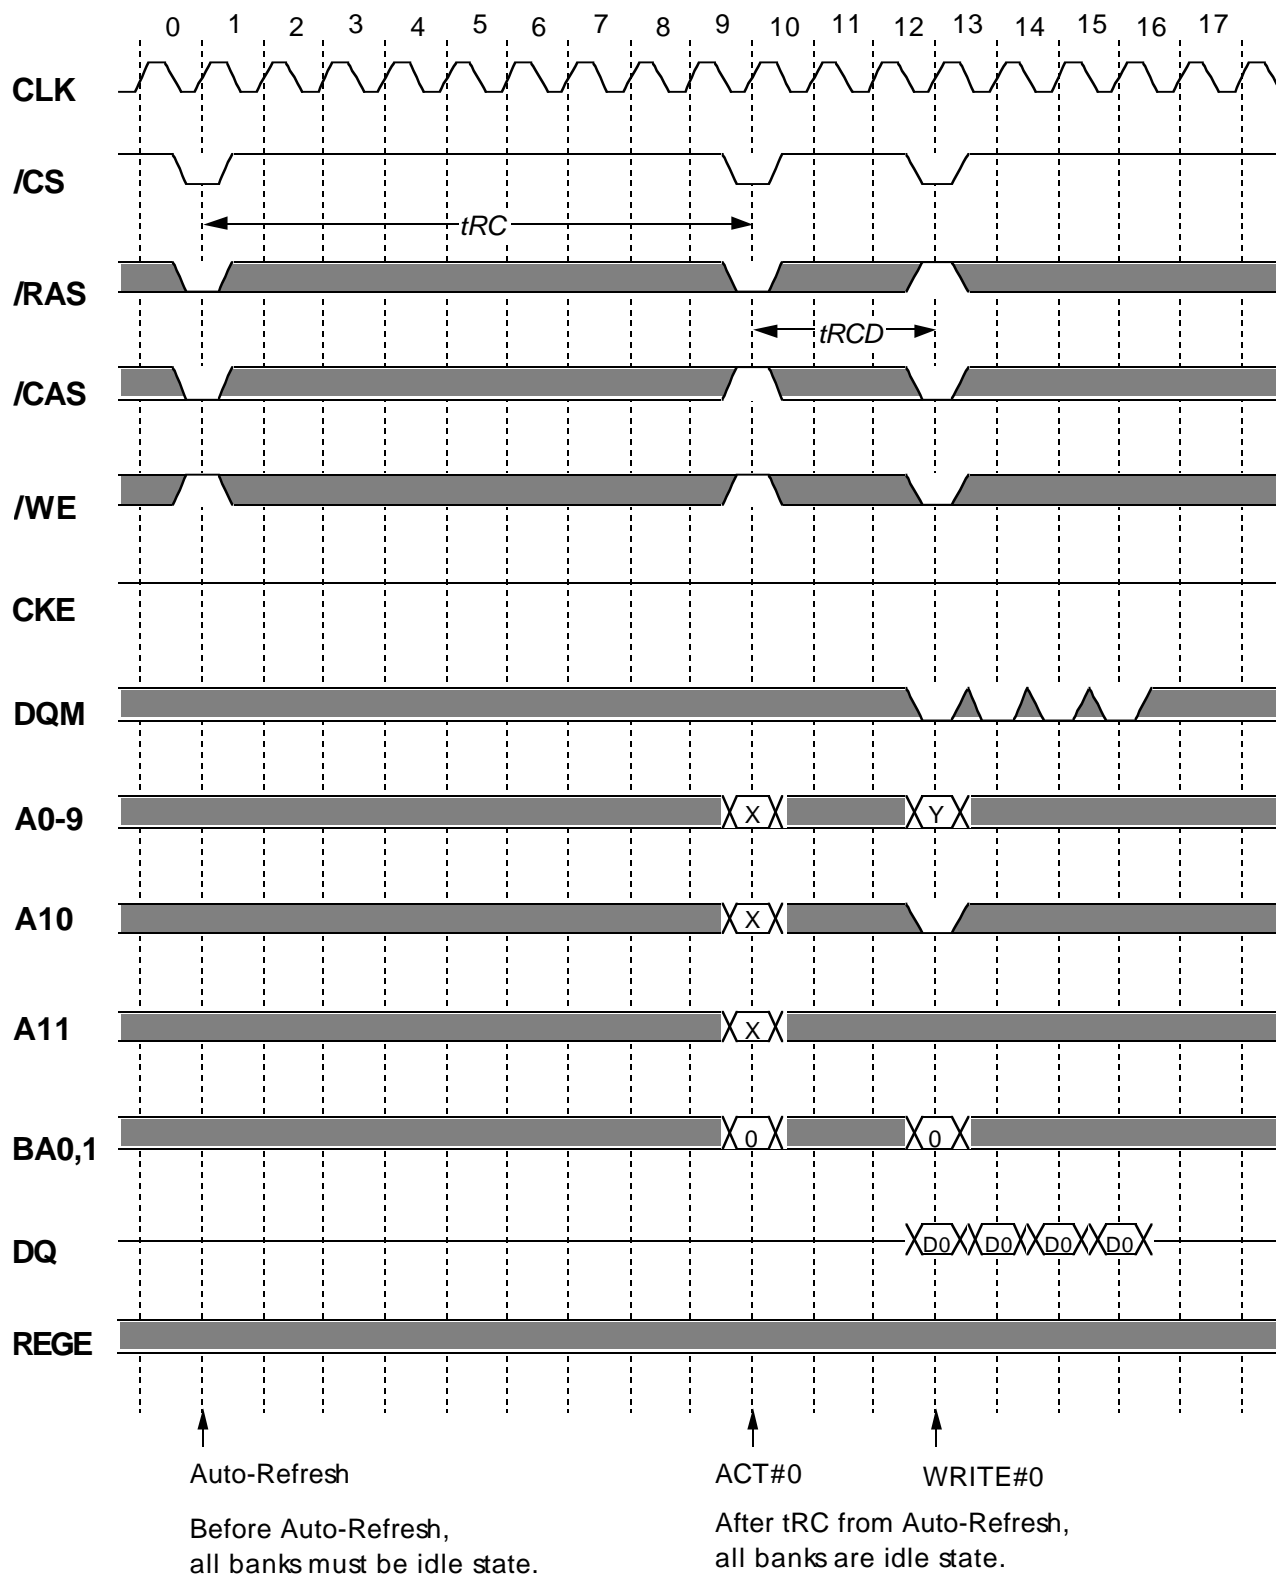 0 1 2 3 4 5 6 7 8 9 10 11 12 13 14 15 16 17
CLK
/CS
tRC
/RAS
tRCD
/CAS
/WE
CKE
DQM
A0-9 X Y
A10 X
A11 X
BA0,1 0 0
DQ D0 D0 D0 D0
REGE
Auto-Refresh ACT#0 WRITE#0
Before Auto-Refresh,
all banks must be idle state.
After tRC from Auto-Refresh,
all banks are idle state.